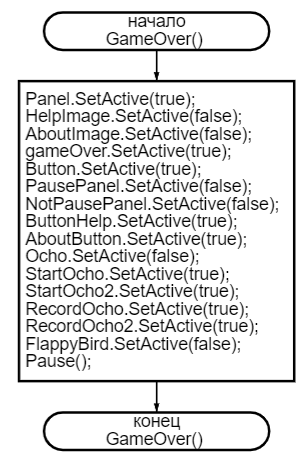 начало
GameOver()
Panel.SetActive(true);
HelpImage.SetActive(false);
AboutImage.SetActive(false);
gameOver.SetActive(true);
Button.SetActive(true);
PausePanel.SetActive(false);
NotPausePanel.SetActive(false);
ButtonHelp.SetActive(true);
AboutButton.SetActive(true);
Ocho.SetActive(false);
StartOcho.SetActive(true);
StartOcho2.SetActive(true);
RecordOcho.SetActive(true);
RecordOcho2.SetActive(true);
FlappyBird.SetActive(false);
Pause();
конец
GameOver()